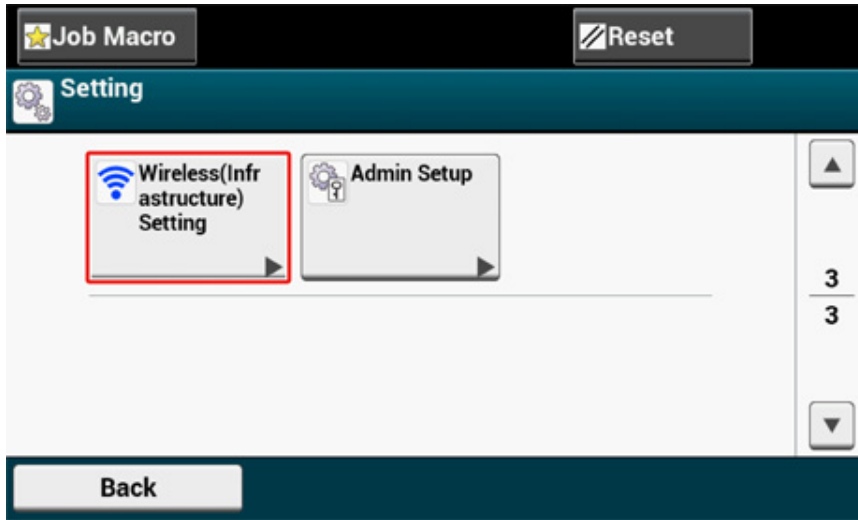 Job Macro
Reset
Setting
Wireless(Infr
astructure)
Setting
Admin Setup
3
3
Back